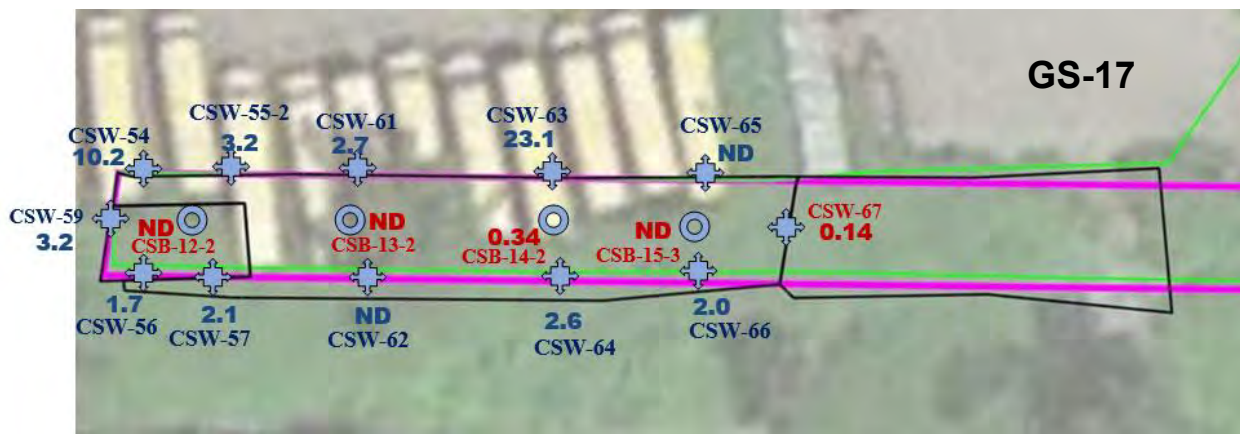 GS-17
CSW-54
10.2
CSW-55-2
3.2
CSW-61
2.7
CSW-63
23.1
CSW-65
ND
CSW-59
3.2
ND
CSB-12-2
ND
CSB-13-2
0.34
CSB-14-2
ND
CSB-15-3
CSW-67
0.14
1.7
CSW-56
2.1
CSW-57
ND
CSW-62
2.6
CSW-64
2.0
CSW-66